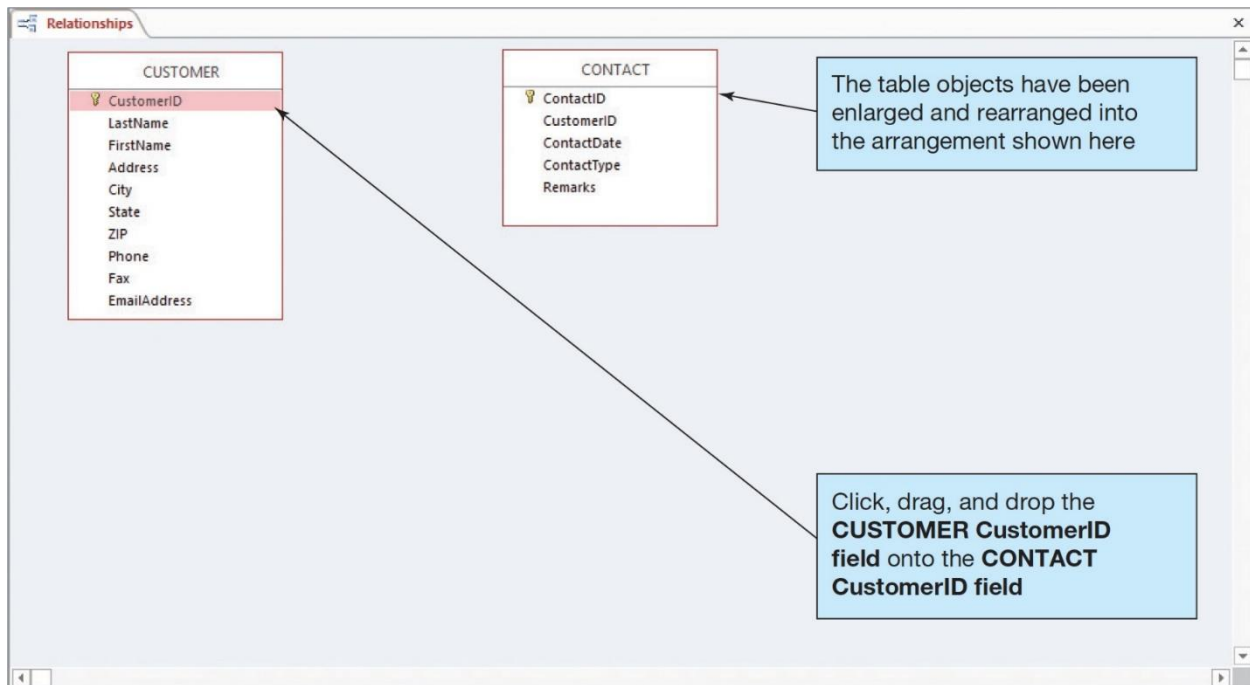 Relationships
CUSTOMER
CustomerID
LastName
FirstName
Address
City
State
ZIP
Phone
Fax
EmailAddress
CONTACT
ContactID
CustomerID
ContactDate
ContactType
Remarks
The table objects have been
enlarged and rearranged into
the arrangement shown here
Click, drag, and drop the
CUSTOMER CustomerID
field onto the CONTACT
CustomerID field